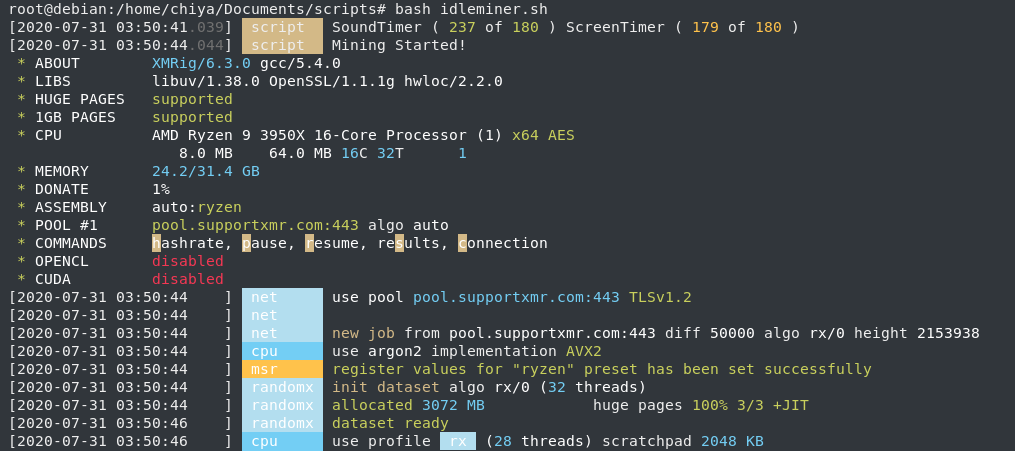 root@debian:/home/chiya/Documents/scripts# bash idleminer.sh
[2020-07-31 03:50:41.039] script SoundTimer ( 237 of 180 ) ScreenTimer ( 179 of 180 )
[2020-07-31 03:50:44.044] script Mining Started!
* ABOUT XMRig/6.3.0 gcc/5.4.0
* LIBS libuv/1.38.0 OpenSSL/1.1.1g hwloc/2.2.0
* HUGE PAGES supported
* 1GB PAGES supported
* CPU AMD Ryzen 9 3950X 16-Core Processor (1) x64 AES
8.0 MB 64.0 MB 16C 32T 1
* MEMORY 24.2/31.4 GB
* DONATE 1%
* ASSEMBLY auto:ryzen
* POOL #1 pool.supportxmr.com:443 algo auto
* COMMANDS hashrate, pause, resume, results, connection
* OPENCL disabled
* CUDA disabled
[2020-07-31 03:50:44 ] net use pool pool.supportxmr.com:443 TLSv1.2
[2020-07-31 03:50:44 ] net
[2020-07-31 03:50:44 ] net new job from pool.supportxmr.com:443 diff 50000 algo rx/0 height 2153938
[2020-07-31 03:50:44 ] cpu use argon2 implementation AVX2
[2020-07-31 03:50:44 ] msr register values for "ryzen" preset has been set successfully
[2020-07-31 03:50:44 ] randomx init dataset algo rx/0 (32 threads)
[2020-07-31 03:50:44 ] randomx allocated 3072 MB huge pages 100% 3/3 +JIT
[2020-07-31 03:50:46 ] randomx dataset ready
[2020-07-31 03:50:46 ] cpu use profile rx (28 threads) scratchpad 2048 KB